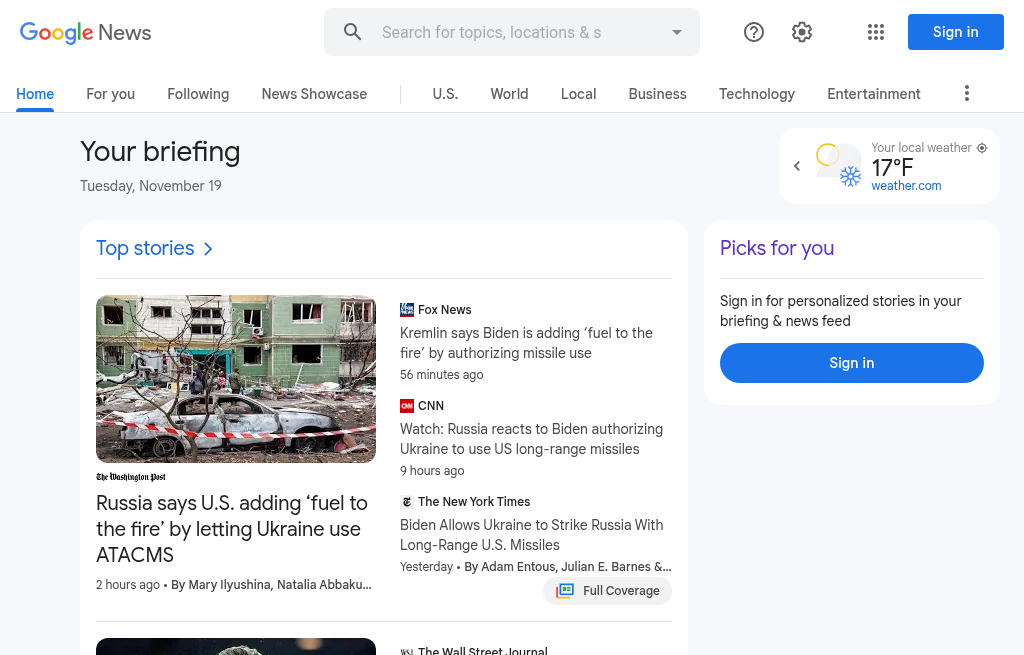 Google News
Search for topics, locations & s
Sign in
Home
For you
Following
News Showcase
U.S.
World
Local
Business
Technology
Entertainment
Your briefing
Tuesday, November 19
Your local weather
17°F
weather.com
Top stories
The Washington Post
Russia says U.S. adding ‘fuel to
the fire’ by letting Ukraine use
ATACMS
2 hours ago • By Mary Ilyushina, Natalia Abbaku...
Fox News
Kremlin says Biden is adding ‘fuel to the
fire’ by authorizing missile use
56 minutes ago
CNN
CNN
Watch: Russia reacts to Biden authorizing
Ukraine to use US long-range missiles
9 hours ago
The New York Times
Biden Allows Ukraine to Strike Russia With
Long-Range U.S. Missiles
Yesterday • By Adam Entous, Julian E. Barnes &...
Full Coverage
The Wall Street Journal
Picks for you
Sign in for personalized stories in your
briefing & news feed
Sign in